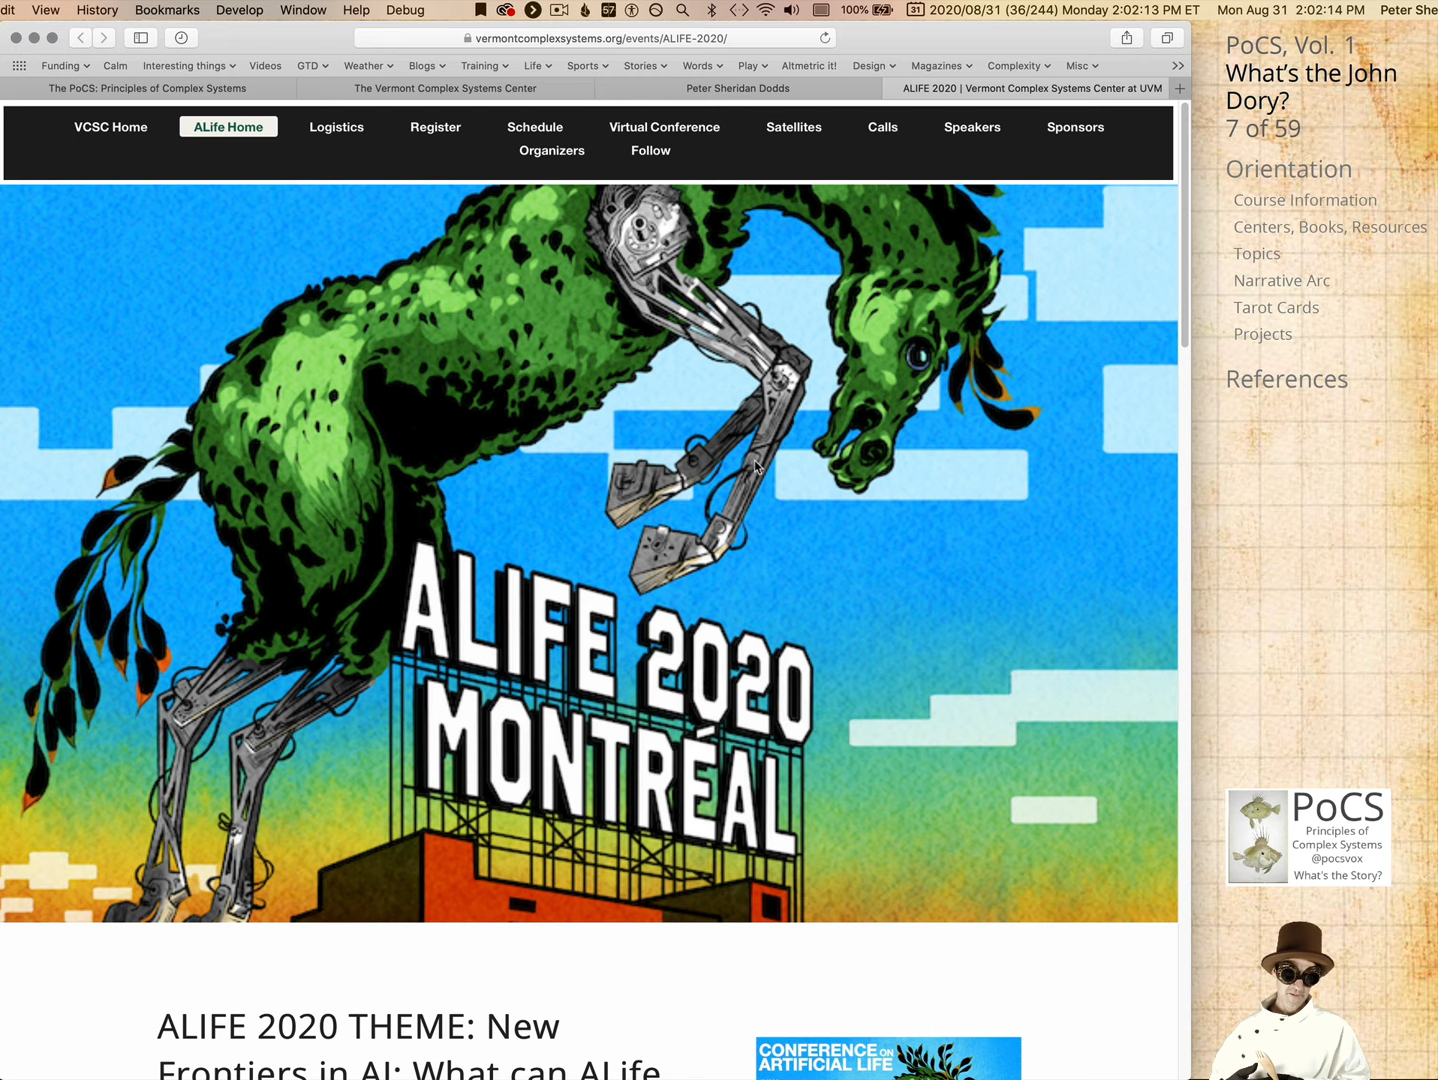 dit View History Bookmarks Develop Window Help Debug 57 100% 31 2020/08/31 (36/244) Monday 2:02:13 PM ET Mon Aug 31 2:02:14 PM Peter She
vermontcomplexsystems.org/events/ALIFE-2020/
Funding Calm Interesting things Videos GTD Weather Blogs Training Life Sports Stories Words Play Altmetric it! Design Magazines Complexity Misc
The PoCS: Principles of Complex Systems The Vermont Complex Systems Center Peter Sheridan Dodds ALIFE 2020 | Vermont Complex Systems Center at UVM
VCSC Home ALife Home Logistics Register Schedule Virtual Conference Satellites Calls Speakers Sponsors
Organizers Follow
ALIFE 2020
MONTRÉAL
ALIFE 2020 THEME: New
Frontiers in AI: What can ALife
CONFERENCE ON
ARTIFICIAL LIFE
PoCS, Vol. 1
What's the John
Dory?
7 of 59
Orientation
Course Information
Centers, Books, Resources
Topics
Narrative Arc
Tarot Cards
Projects
References
PoCS
Principles of
Complex Systems
@pocsvox
What's the Story?